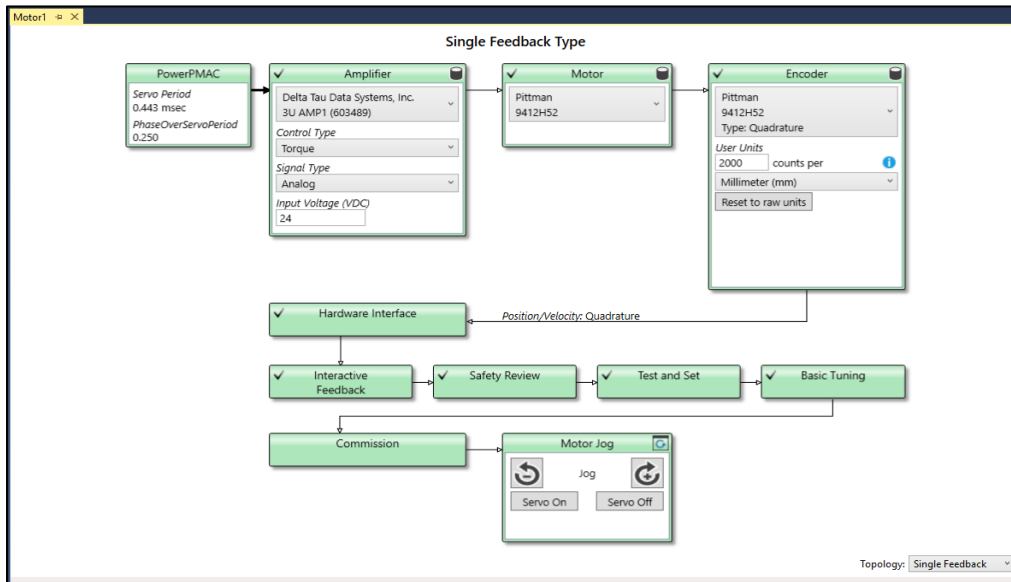 Motor1
Single Feedback Type
PowerPMAC
Servo Period
0.443 msec
PhaseOverServoPeriod
0.250
Amplifier
Delta Tau Data Systems, Inc.
3U AMP1 (603489)
Control Type
Torque
Signal Type
Analog
Input Voltage (VDC)
24
Motor
Pittman
9412H52
Encoder
Pittman
9412H52
Type: Quadrature
User Units
2000 counts per
Millimeter (mm)
Reset to raw units
Hardware Interface
Position/Velocity: Quadrature
Interactive
Feedback
Safety Review
Test and Set
Basic Tuning
Commission
Motor Jog
Jog
Servo On
Servo Off
Topology: Single Feedback